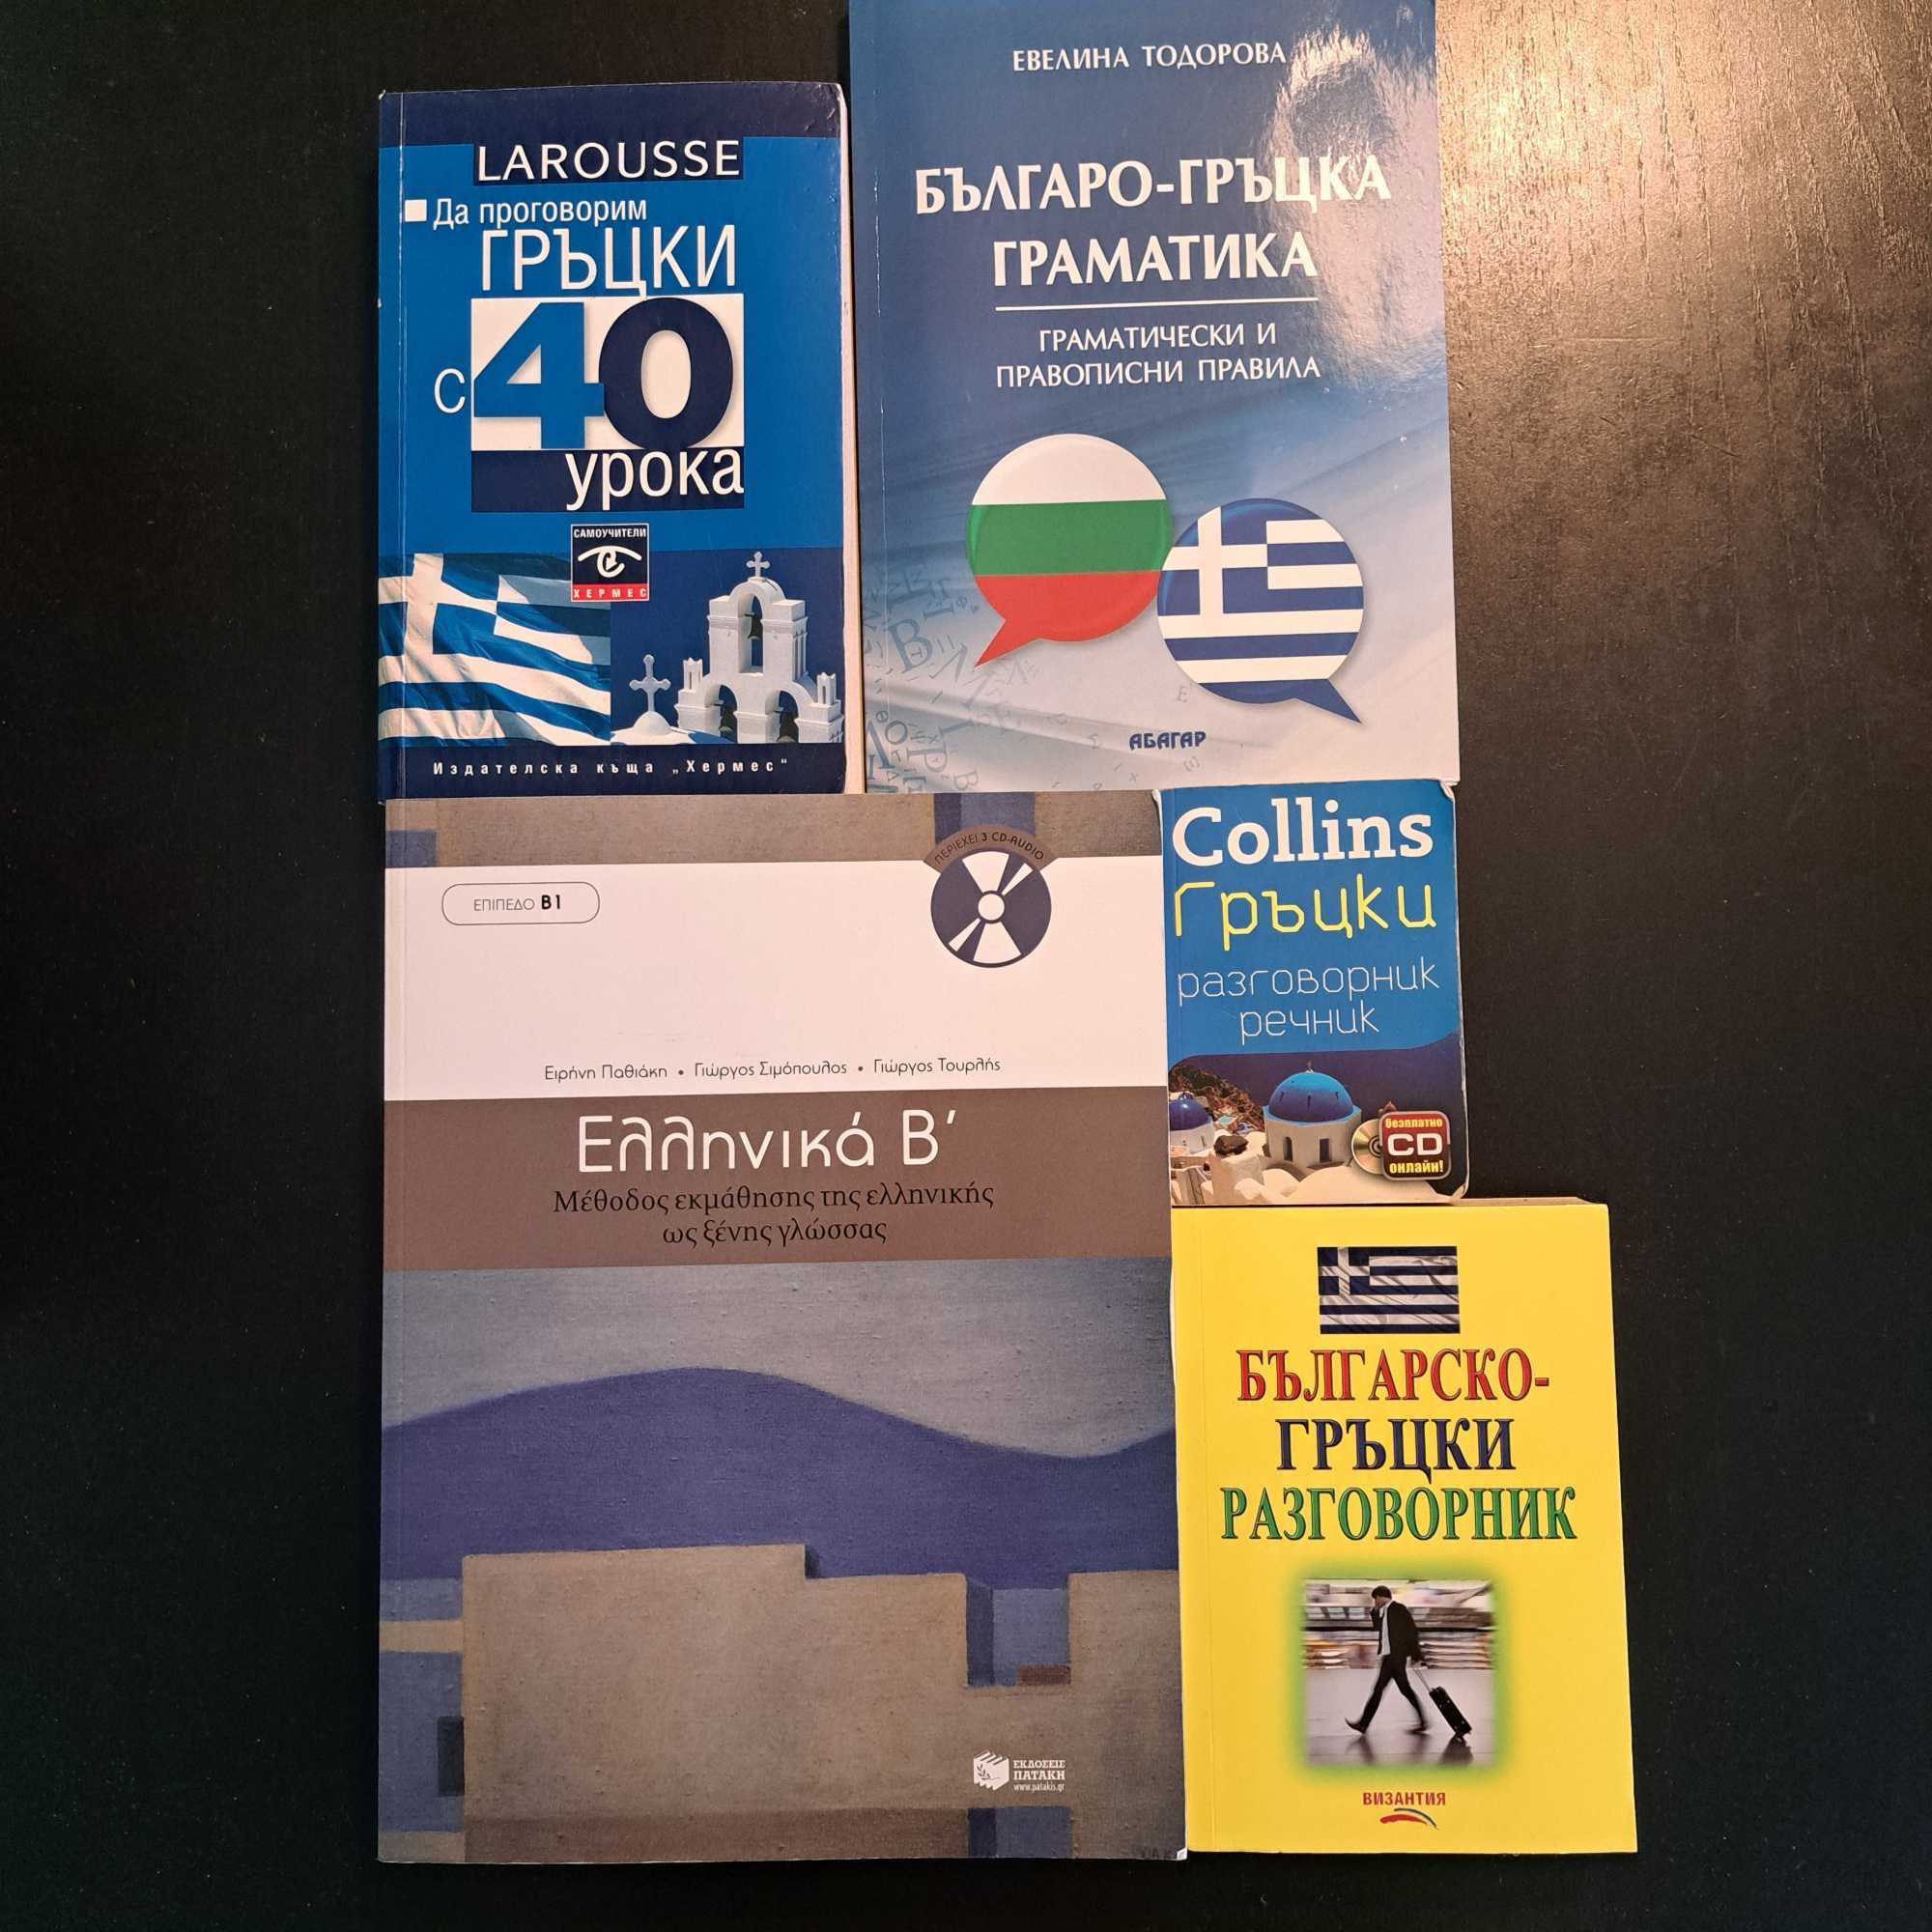 LAROUSSE
Да проговорим
ГРЪЦКИ
с 40
урока
САМОУЧИТЕЛИ
ХЕРМЕС
Издателска къща „Хермес“
ЕВЕЛИНА ТОДОРОВА
БЪЛГАРО-ГРЪЦКА
ГРАМАТИКА
ГРАМАТИЧЕСКИ И
ПРАВОПИСНИ ПРАВИЛА
АБАГАР
ΠΕΡΙΕΧΕΙ 3 CD-AUDIO
ΕΠΙΠΕΔΟ Β1
Ειρήνη Παθιάκη • Γιώργος Σιμόπουλος • Γιώργος Τουρλής
Ελληνικά Β΄
Μέθοδος εκμάθησης της ελληνικής
ως ξένης γλώσσας
ΕΚΔΟΣΕΙΣ
ΠΑΤΑΚΗ
www.patakis.gr
Collins
Гръцки
разговорник
речник
безплатно
CD
онлайн!
БЪЛГАРСКО-
ГРЪЦКИ
РАЗГОВОРНИК
ВИЗАНТИЯ